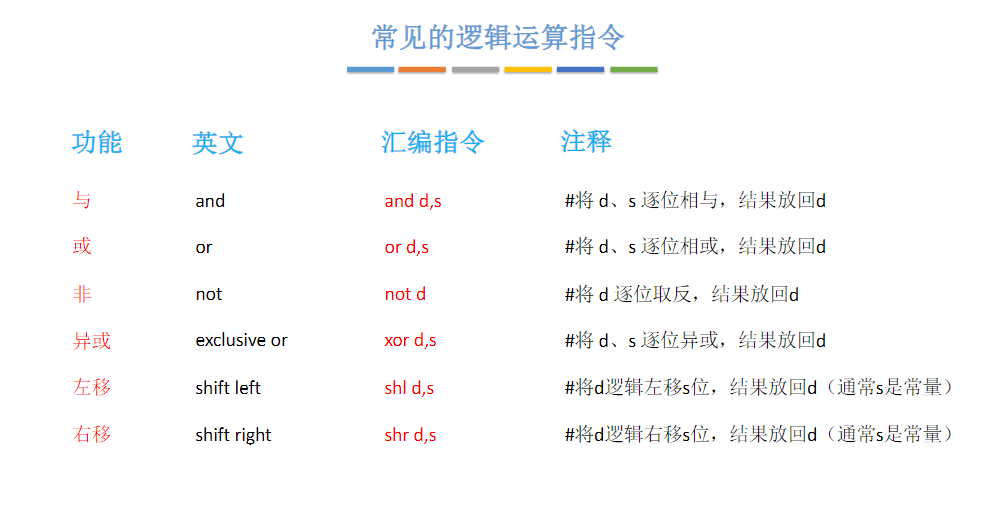 常见的逻辑运算指令
功能 英文 汇编指令 注释
与 and and d,s #将 d、s 逐位相与，结果放回d
或 or or d,s #将 d、s 逐位相或，结果放回d
非 not not d #将 d 逐位取反，结果放回d
异或 exclusive or xor d,s #将 d、s 逐位异或，结果放回d
左移 shift left shl d,s #将d逻辑左移s位，结果放回d（通常s是常量）
右移 shift right shr d,s #将d逻辑右移s位，结果放回d（通常s是常量）